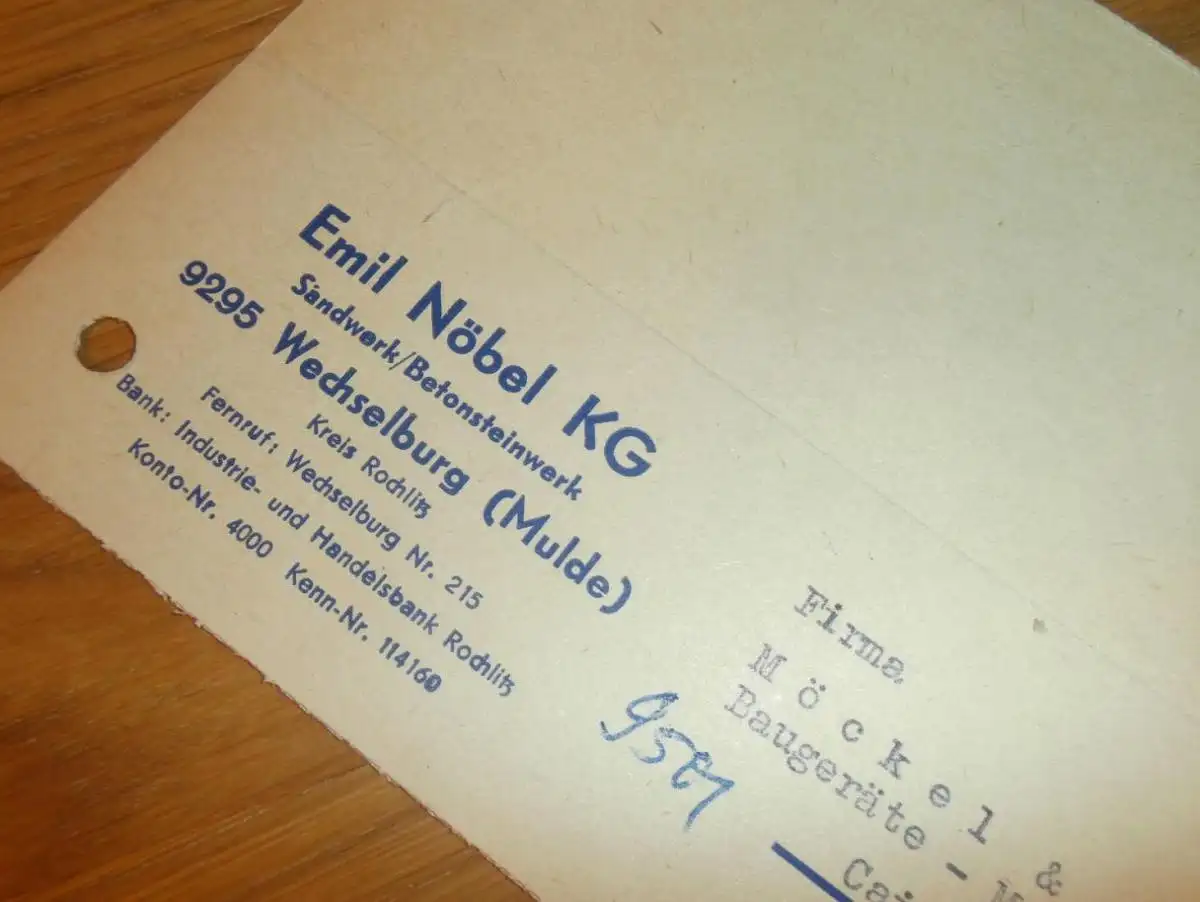 Emil Nöbel KG
Sandwerk/Betonsteinwerk
9295 Wechselburg (Mulde)
Kreis Rochlitz
Fernruf: Wechselburg Nr. 215
Bank: Industrie- und Handelsbank Rochlitz
Konto-Nr. 4000 Kenn-Nr. 114160
Firma
Möckel &
Baugeräte - M